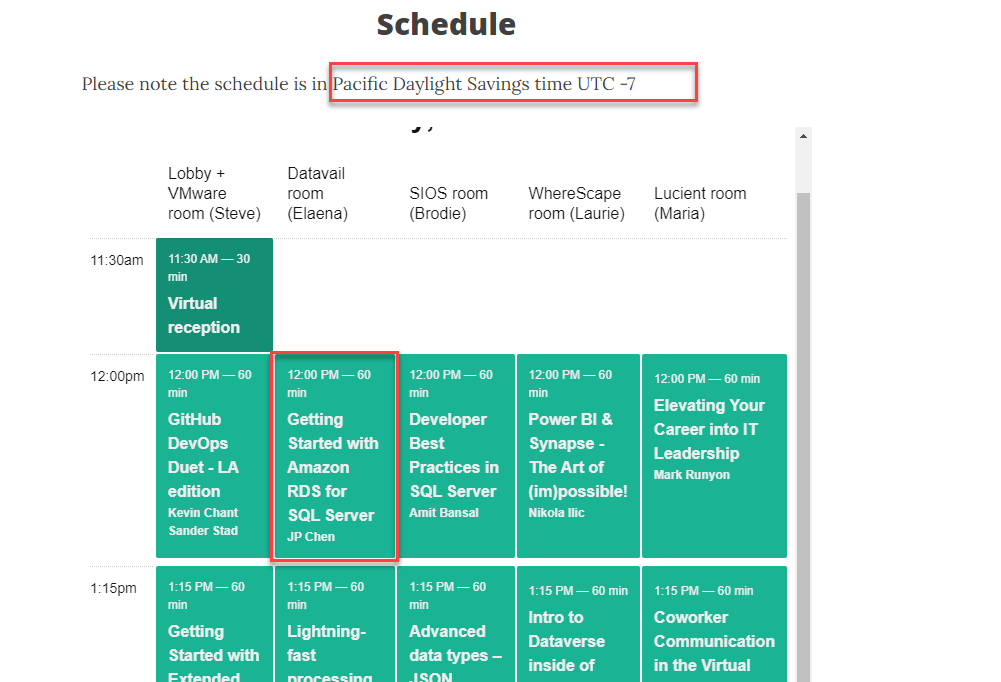 Schedule
Please note the schedule is in Pacific Daylight Savings time UTC -7
Lobby +
VMware
room (Steve)
Datavail
room
(Elaena)
SIOS room
(Brodie)
WhereScape
room (Laurie)
Lucient room
(Maria)
11:30am
11:30 AM — 30
min
Virtual
reception
12:00pm
12:00 PM — 60
min
GitHub
DevOps
Duet - LA
edition
Kevin Chant
Sander Stad
12:00 PM — 60
min
Getting
Started with
Amazon
RDS for
SQL Server
JP Chen
12:00 PM — 60
min
Developer
Best
Practices in
SQL Server
Amit Bansal
12:00 PM — 60
min
Power BI &
Synapse -
The Art of
(im)possible!
Nikola Ilic
12:00 PM — 60 min
Elevating Your
Career into IT
Leadership
Mark Runyon
1:15pm
1:15 PM — 60
min
Getting
Started with
Extended
1:15 PM — 60
min
Lightning-
fast
processing
1:15 PM — 60
min
Advanced
data types –
JSON
1:15 PM — 60 min
Intro to
Dataverse
inside of
1:15 PM — 60 min
Coworker
Communication
in the Virtual